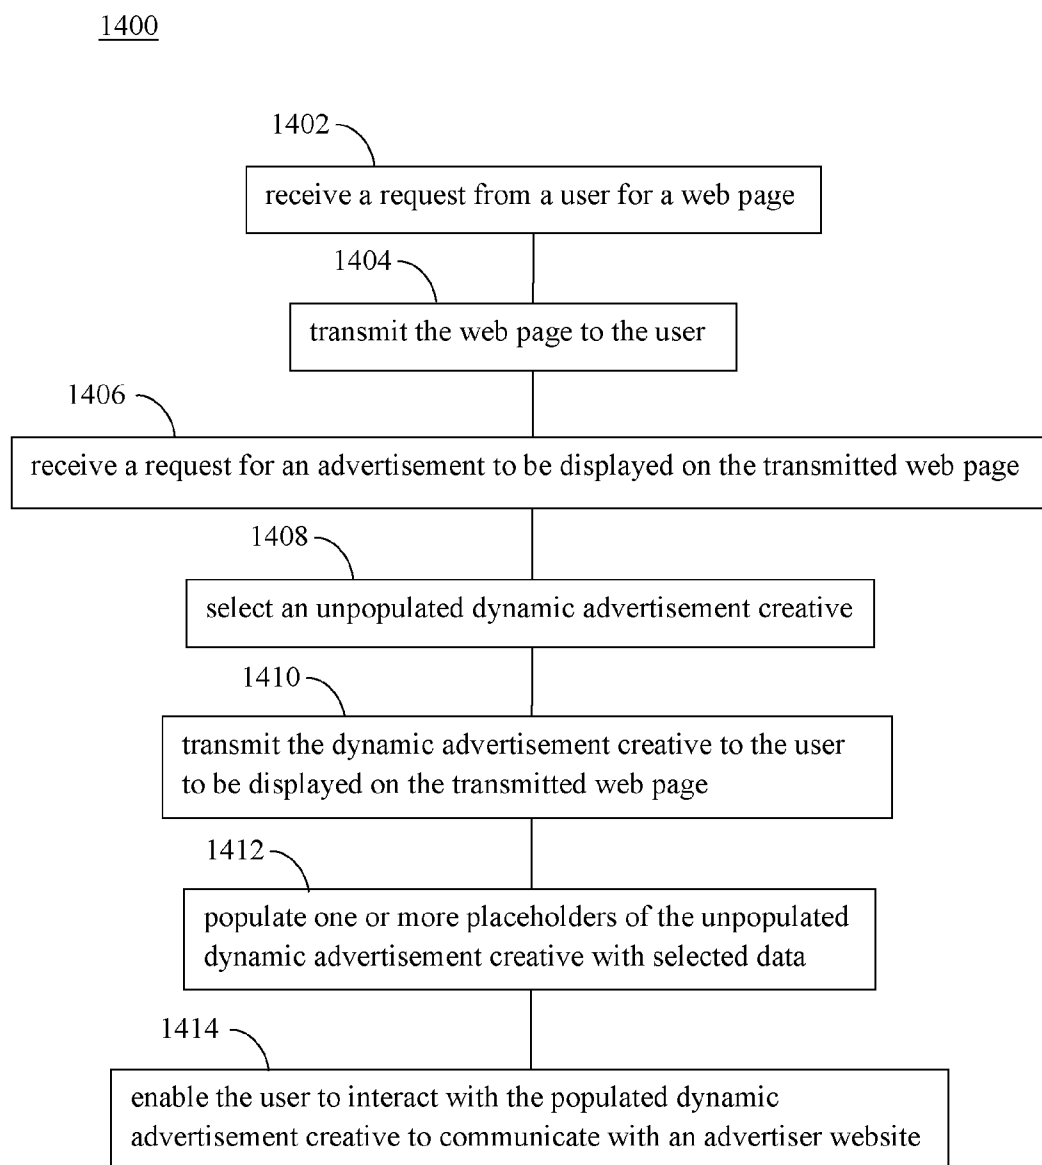 1400
1402
receive a request from a user for a web page
1404
transmit the web page to the user
1406
receive a request for an advertisement to be displayed on the transmitted web page
1408
select an unpopulated dynamic advertisement creative
1410
transmit the dynamic advertisement creative to the user
to be displayed on the transmitted web page
1412
populate one or more placeholders of the unpopulated
dynamic advertisement creative with selected data
1414
enable the user to interact with the populated dynamic
advertisement creative to communicate with an advertiser website